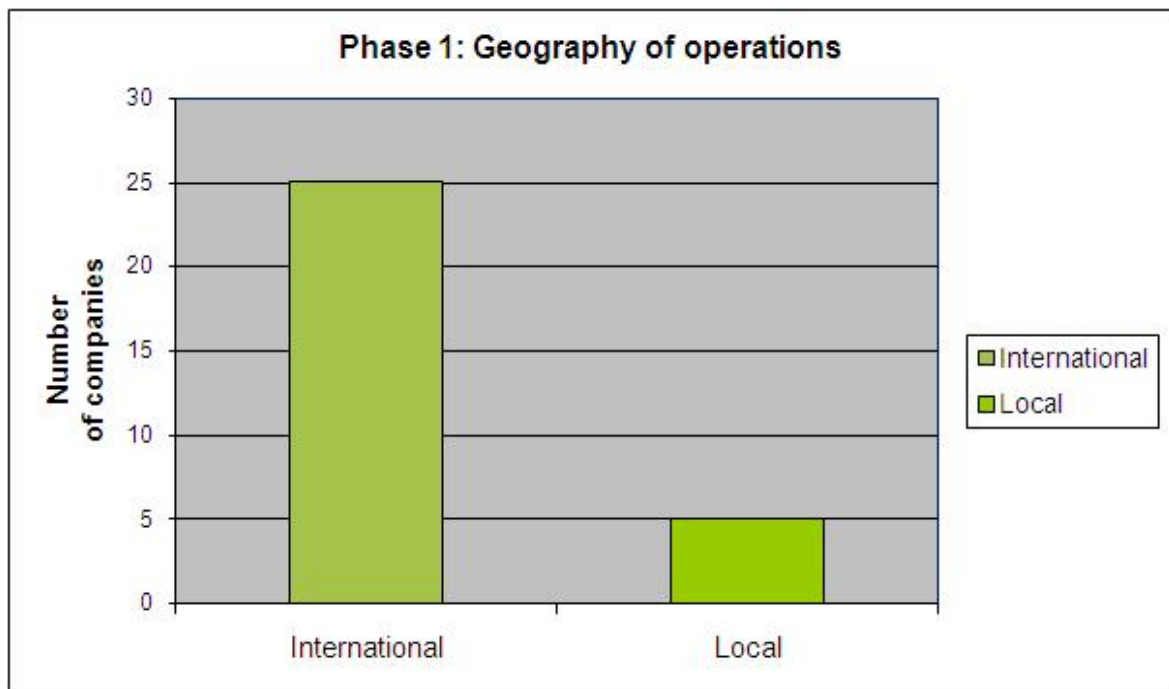 Phase 1: Geography of operations
30
25
20
15
10
5
0
Number
of companies
International
Local
International
Local